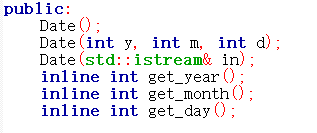 public:
    Date();
    Date(int y, int m, int d);
    Date(std::istream& in);
    inline int get_year();
    inline int get_month();
    inline int get_day();